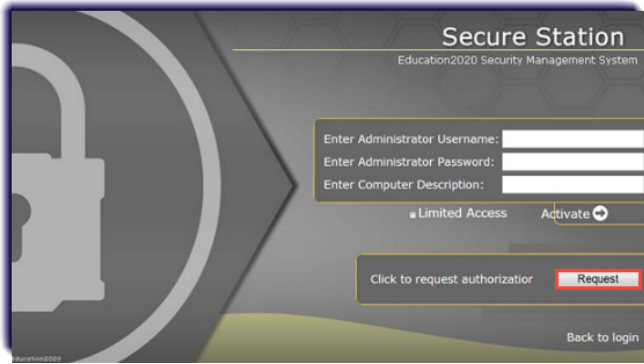 Secure Station
Education2020 Security Management System
Enter Administrator Username:
Enter Administrator Password:
Enter Computer Description:
Limited Access Activate
Click to request authorization Request
Back to login
Education2020